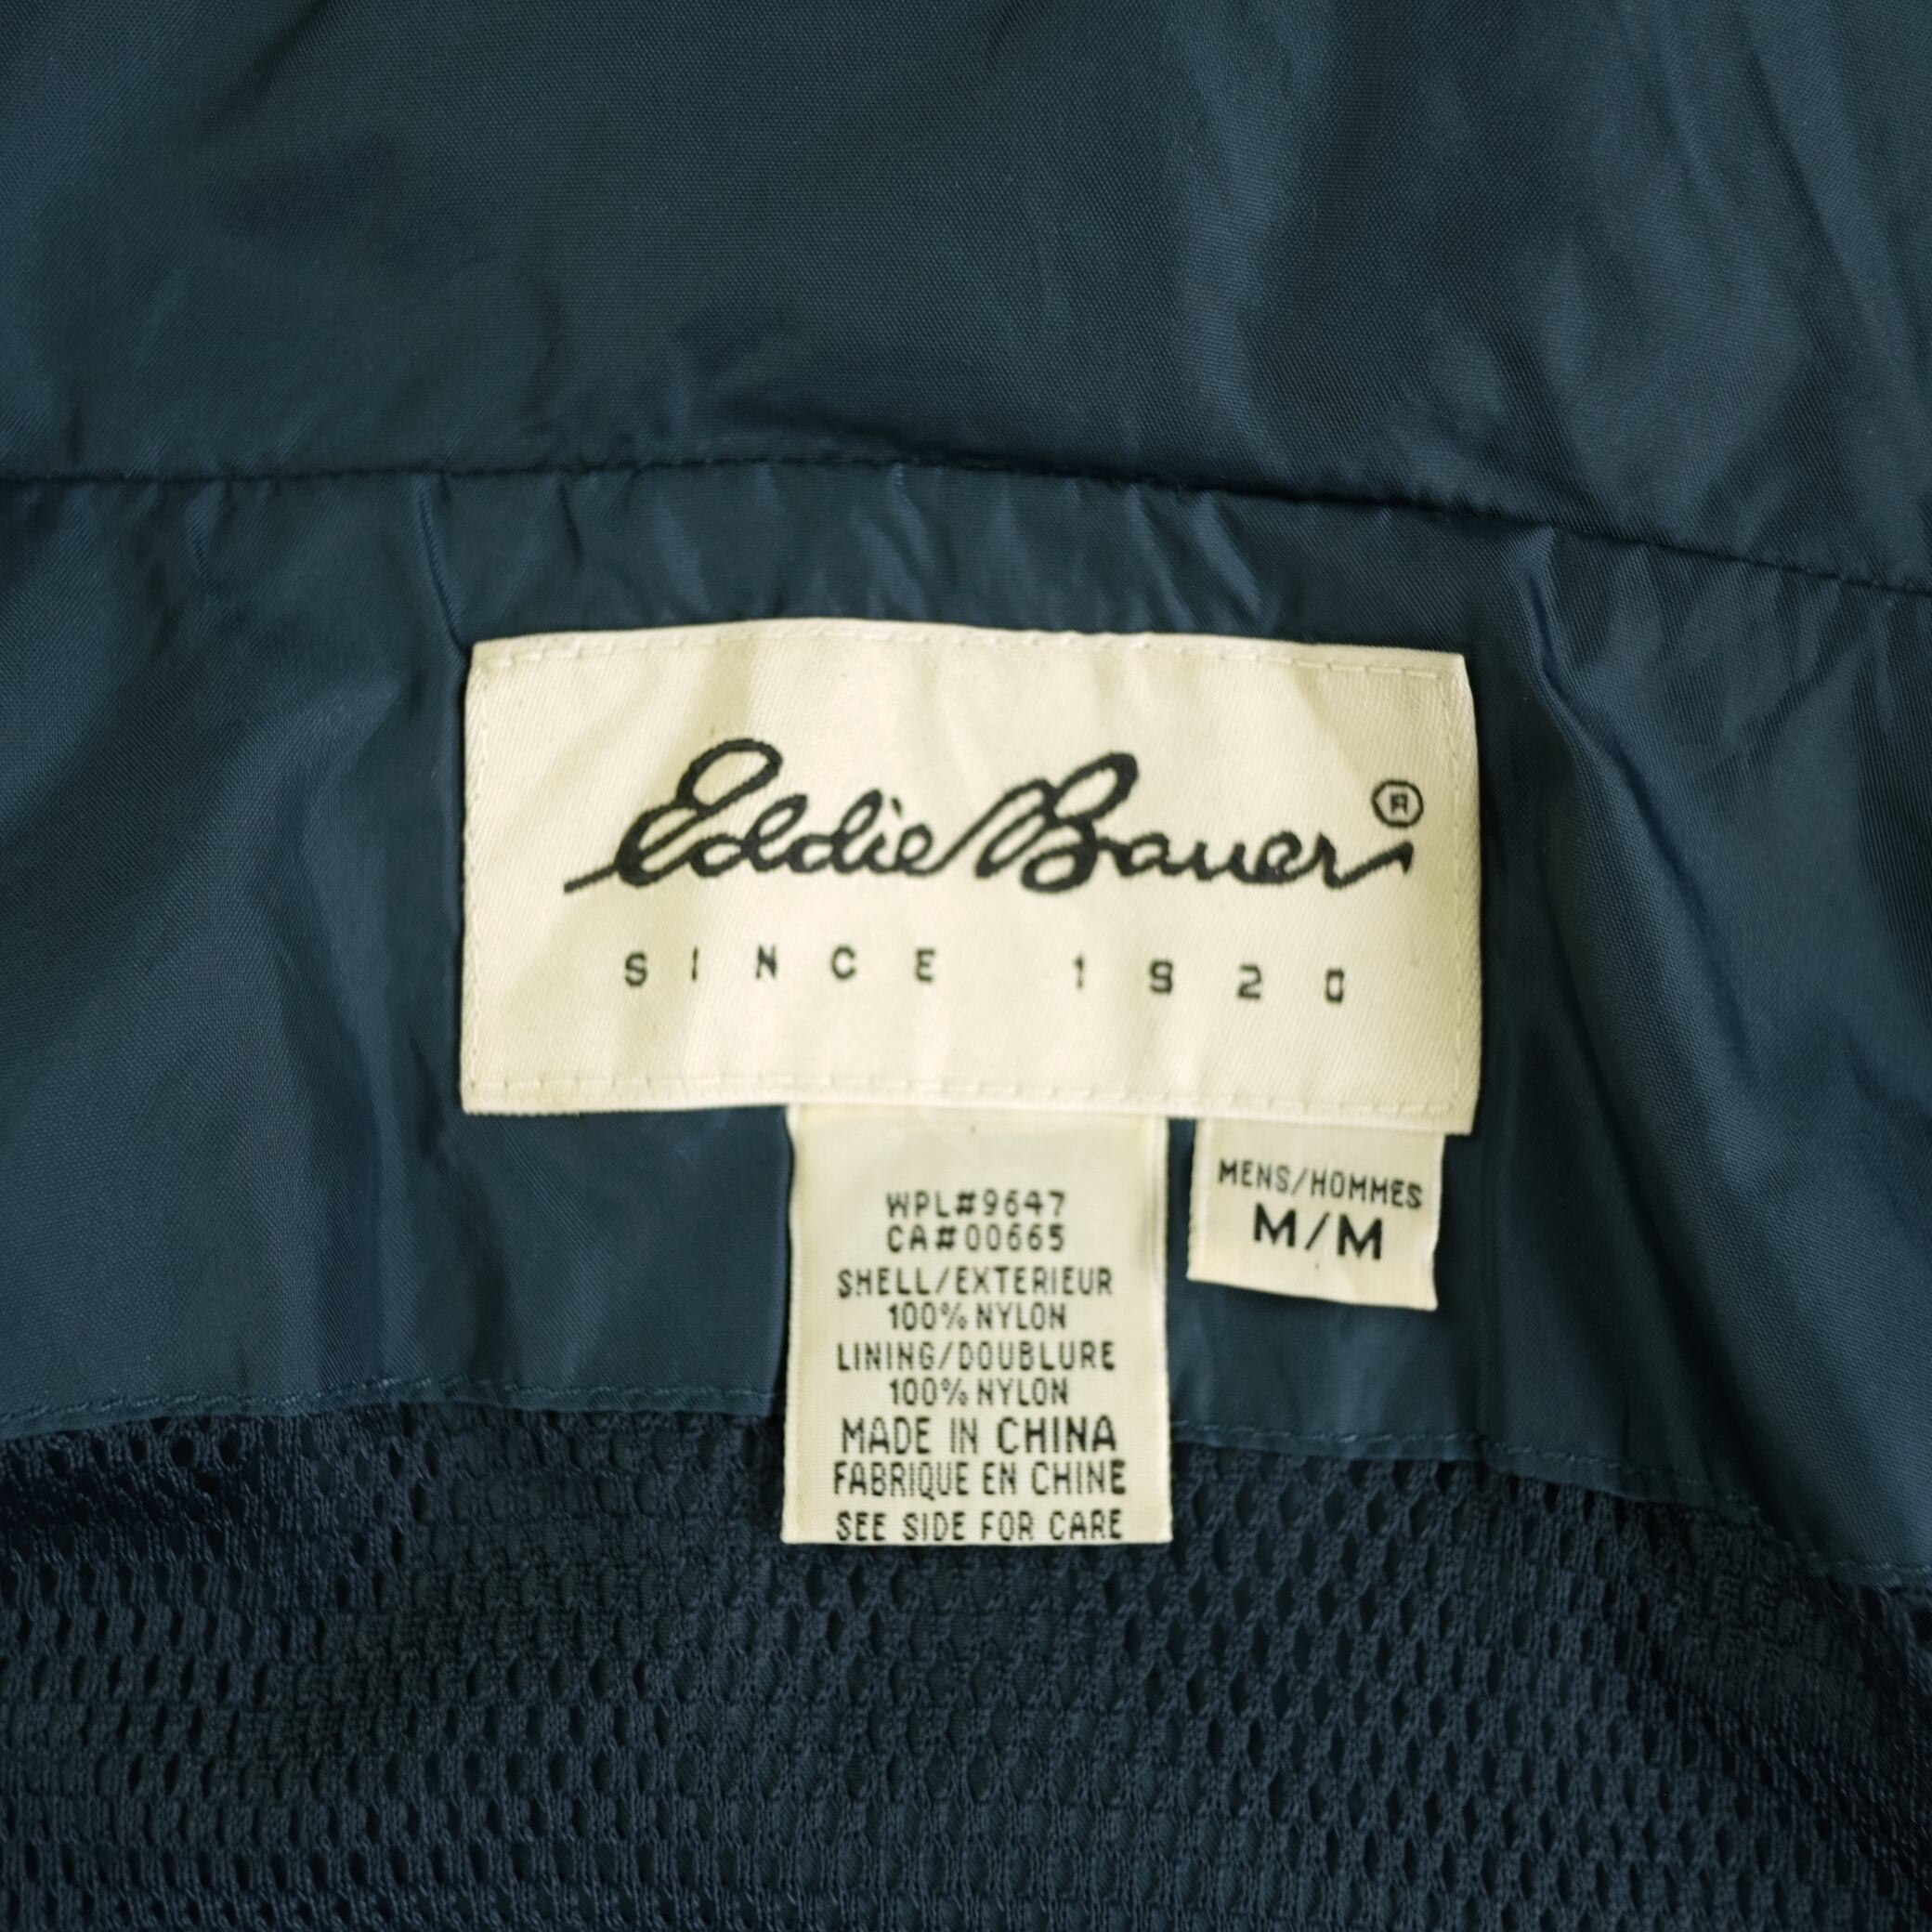 Eddie Bauer®
SINCE 1920
WPL#9647
CA#00665
SHELL/EXTERIEUR
100% NYLON
LINING/DOUBLURE
100% NYLON
MADE IN CHINA
FABRIQUE EN CHINE
SEE SIDE FOR CARE
MENS/HOMMES
M/M